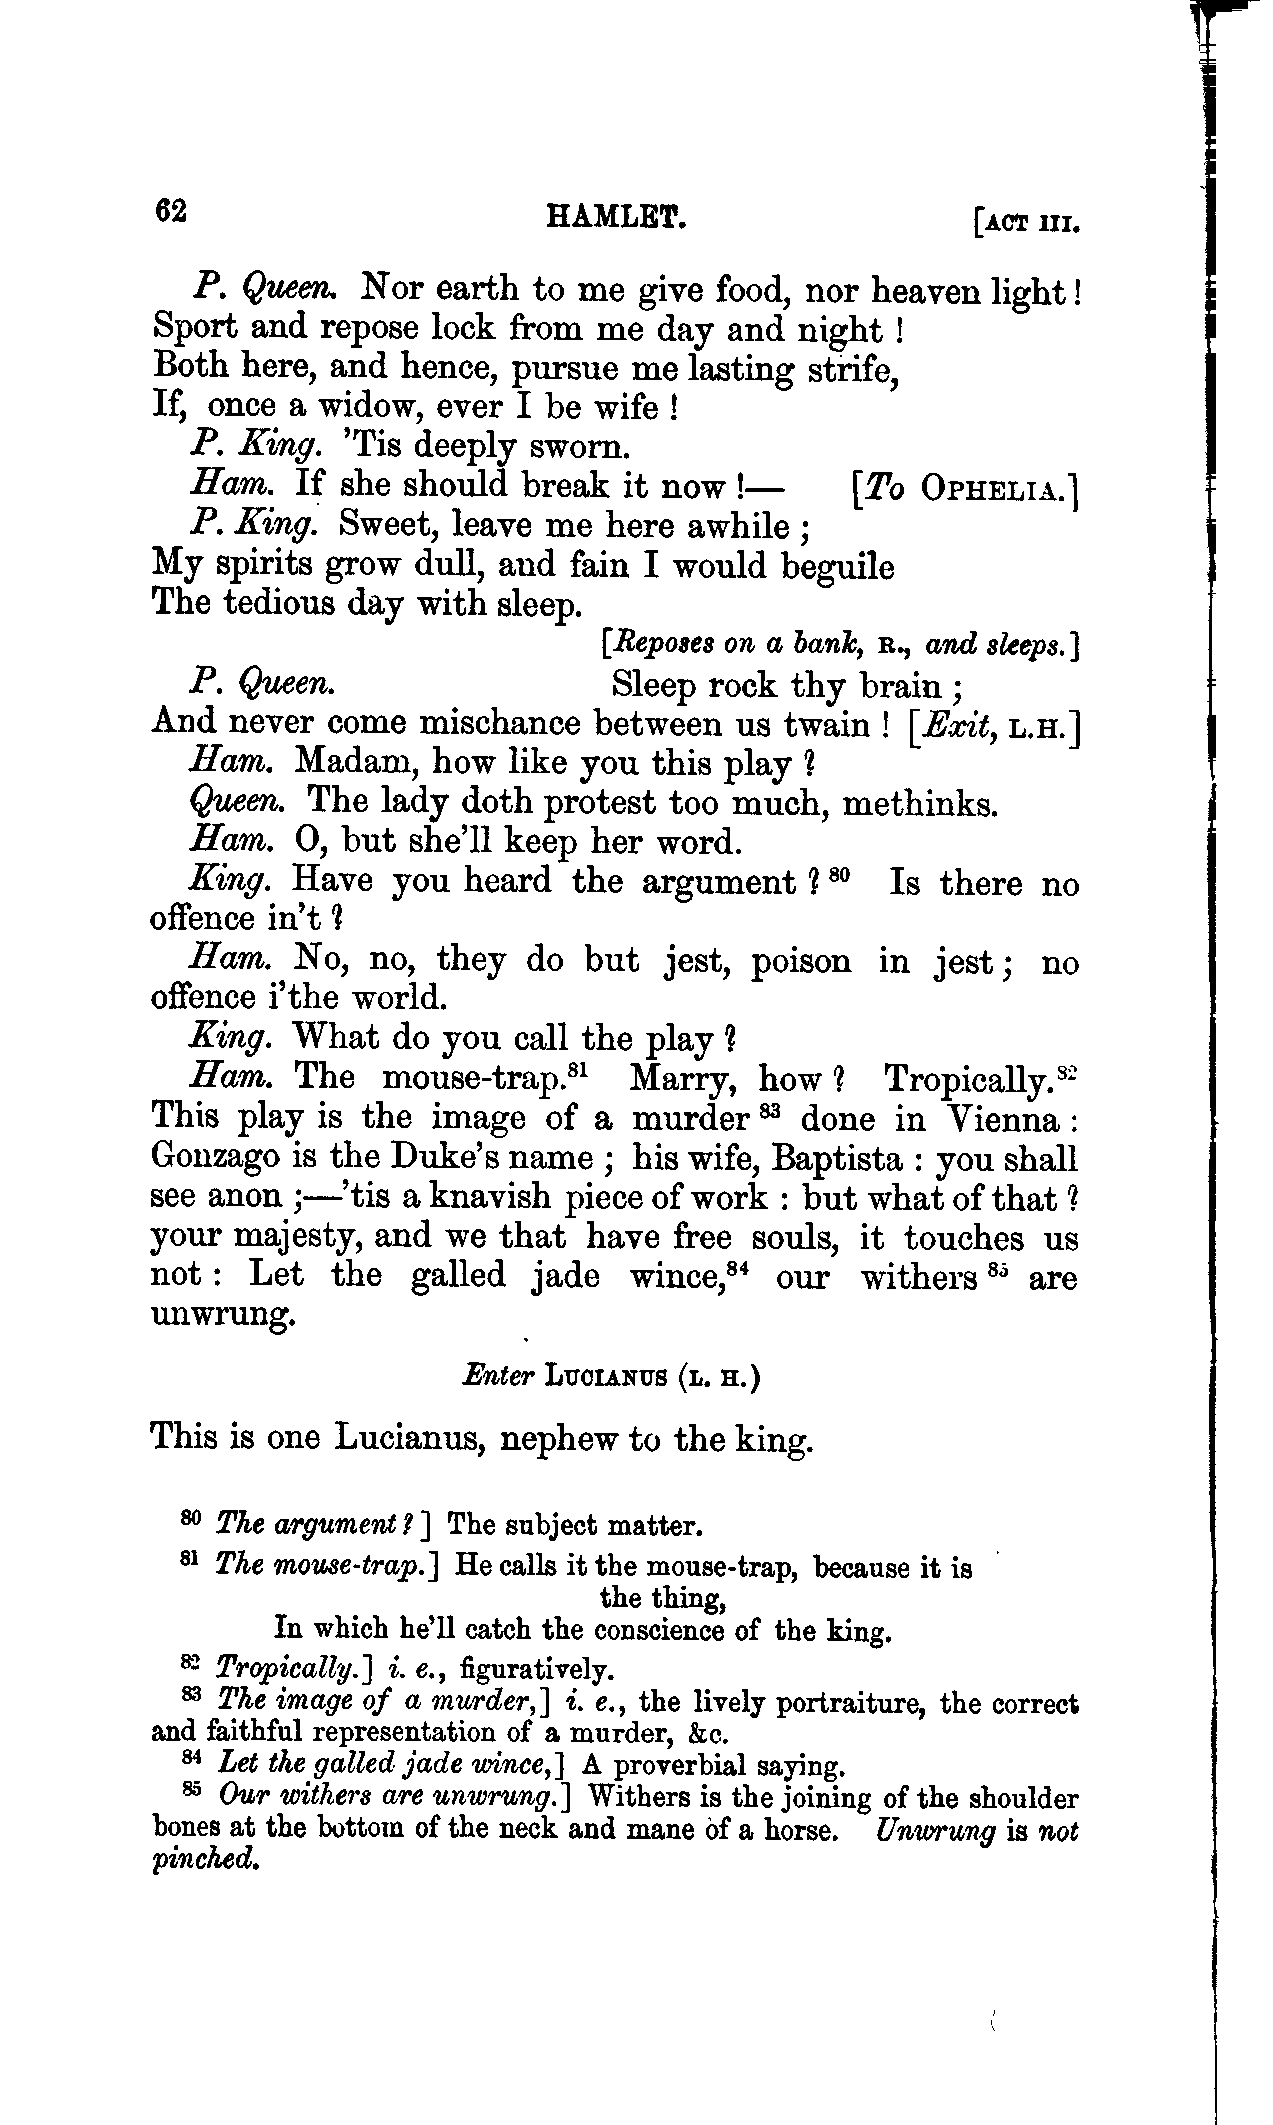 62 HAMLET. [ACT III.
P. Queen. Nor earth to me give food, nor heaven light!
Sport and repose lock from me day and night !
Both here, and hence, pursue me lasting strife,
If, once a widow, ever I be wife !
P. King. 'Tis deeply sworn.
Ham. If she should break it now !— [To OPHELIA.]
P. King. Sweet, leave me here awhile ;
My spirits grow dull, and fain I would beguile
The tedious day with sleep.
[Reposes on a bank, R., and sleeps.]
P. Queen. Sleep rock thy brain ;
And never come mischance between us twain ! [Exit, L.H.]
Ham. Madam, how like you this play ?
Queen. The lady doth protest too much, methinks.
Ham. O, but she'll keep her word.
King. Have you heard the argument ? 80 Is there no
offence in't ?
Ham. No, no, they do but jest, poison in jest ; no
offence i'the world.
King. What do you call the play ?
Ham. The mouse-trap.81 Marry, how ? Tropically.82
This play is the image of a murder 83 done in Vienna :
Gonzago is the Duke's name ; his wife, Baptista : you shall
see anon ;—'tis a knavish piece of work : but what of that ?
your majesty, and we that have free souls, it touches us
not : Let the galled jade wince,84 our withers 85 are
unwrung.
Enter LUCIANUS (L. H.)
This is one Lucianus, nephew to the king.
80 The argument ?] The subject matter.
81 The mouse-trap.] He calls it the mouse-trap, because it is
the thing,
In which he'll catch the conscience of the king.
82 Tropically.] i. e., figuratively.
83 The image of a murder,] i. e., the lively portraiture, the correct
and faithful representation of a murder, &c.
84 Let the galled jade wince,] A proverbial saying.
85 Our withers are unwrung.] Withers is the joining of the shoulder
bones at the bottom of the neck and mane of a horse. Unwrung is not
pinched.